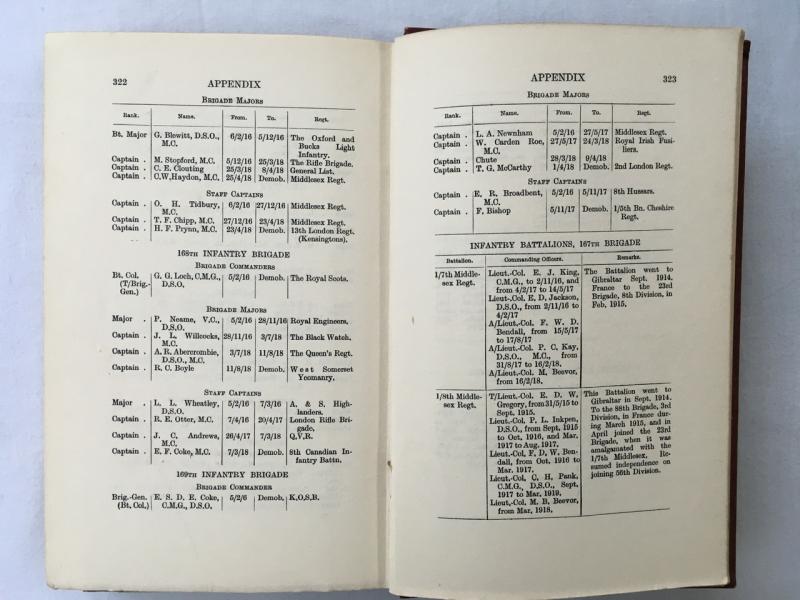 322
APPENDIX
BRIGADE MAJORS
Rank. Name. From. To. Regt.
Bt. Major G. Blewitt, D.S.O., 6/2/16 5/12/16 The Oxford and
M.C. Bucks Light
Infantry.
Captain . M. Stopford, M.C. 5/12/16 25/3/18 The Rifle Brigade.
Captain . C. E. Clouting 25/3/18 8/4/18 General List.
Captain . C.W,Haydon, M.C. 25/4/18 Demob. Middlesex Regt.
STAFF CAPTAINS
Captain . O. H. Tidbury, 6/2/16 27/12/16 Middlesex Regt.
M.C.
Captain . T. F. Chipp, M.C. 27/12/16 23/4/18 Middlesex Regt.
Captain . H. F. Prynn, M.C. 23/4/18 Demob. 13th London Regt.
(Kensingtons).
168TH INFANTRY BRIGADE
BRIGADE COMMANDERS
Bt. Col. G. G. Loch, C,M.G., 5/2/16 Demob. The Royal Scots.
(T/Brig.- D.S.O.
Gen.)
BRIGADE MAJORS
Major . P. Neame, V.C., 5/2/16 28/11/16 Royal Engineers.
D.S.O.
Captain . J. L. Willcocks, 28/11/16 3/7/18 The Black Watch.
M.C.
Captain . A. R. Abercrombie, 3/7/18 11/8/18 The Queen's Regt.
D.S.O., M.C.
Captain . R. C. Boyle 11/8/18 Demob. West Somerset
Yeomanry.
STAFF CAPTAINS
Major . L. L. Wheatley, 5/2/16 7/3/16 A. & S. High-
D.S.O. landers.
Captain . R. E. Otter, M.C. 7/4/16 20/4/17 London Rifle Bri-
gade,
Captain . J. C, Andrews, 26/4/17 7/3/18 Q,V,R.
M.C.
Captain . E. F. Coke, M.C. 7/3/18 Demob. 8th Canadian In-
fantry Battn.
169TH INFANTRY BRIGADE
BRIGADE COMMANDER
Brig.-Gen. E. S. D. E. Coke, 5/2/6 Demob, K,O,S,B.
(Bt. Col.) C.M.G., D.S.O.
APPENDIX
323
BRIGADE MAJORS
Rank. Name. From. To. Regt.
Captain . L. A. Newnham 5/2/16 27/5/17 Middlesex Regt.
Captain . W. Carden Roe, 27/5/17 24/3/18 Royal Irish Fusi-
M.C. liers.
Captain . Chute 28/3/18 9/4/18
Captain . T. G. McCarthy 1/4/18 Demob. 2nd London Regt.
STAFF CAPTAINS
Captain . E. R. Broadbent, 5/2/16 5/11/17 8th Hussars.
M.C.
Captain . F. Bishop 5/11/17 Demob. 1/5th Bn. Cheshire
Regt.
INFANTRY BATTALIONS, 167TH BRIGADE
Battalion. Commanding Officers. Remarks.
1/7th Middle- Lieut.-Col. E. J. King, The Battalion went to
sex Regt. C.M.G., to 2/11/16, and Gibraltar Sept. 1914.
from 4/2/17 to 14/5/17 France to the 23rd
Lieut.-Col. E. D, Jackson, Brigade, 8th Division, in
D.S.O., from 2/11/16 to Feb, 1915.
4/2/17
A/Lieut.-Col. F. W. D.
Bendall, from 15/5/17
to 17/8/17
A/Lieut.-Col. P. C. Kay,
D.S.O., M.C., from
31/8/17 to 16/2/18.
A/Lieut.-Col. M, Beevor,
from 16/2/18.
1/8th Middle- T/Lieut.-Col. E. D. W. This Battalion went to
sex Regt. Gregory, from 31/5/15 to Gibraltar in Sept. 1914.
Sept. 1915. To the 88th Brigade, 3rd
Lieut.-Col. P. L. Inkpen, Division, in France dur-
D.S.O., from Sept. 1915 ing March 1915, and in
to Oct. 1916, and Mar. April joined the 23rd
1917 to Aug. 1917. Brigade, when it was
Lieut.-Col. F, D, W. Ben- amalgamated with the
dall, from Oct. 1916 to 1/7th Middlesex, Re-
Mar. 1917. sumed independence on
Lieut.-Col. C, H, Pank, joining 56th Division.
C.M.G., D.S.O., Sept,
1917 to Mar, 1919.
Lieut.-Col. M. B, Beevor,
from Mar, 1918.